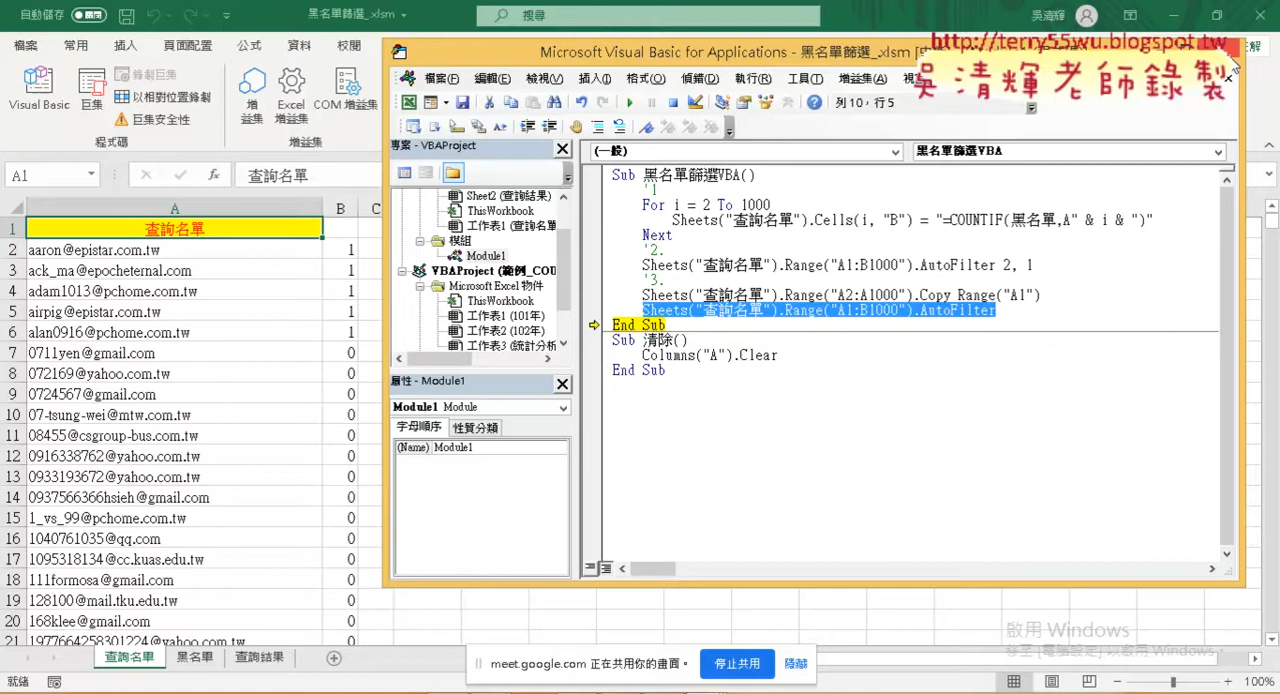 自動儲存
黑名單篩選_.xlsm
搜尋
吳清輝
檔案 常用 插入 頁面配置 公式 資料 校閱
Visual Basic 巨集 錄製巨集
以相對位置錄製
巨集安全性
增益集 Excel 增益集 COM 增益集
程式碼 增益集
A1 fx 查詢名單
Microsoft Visual Basic for Applications - 黑名單篩選_.xlsm
http://terry55wu.blogspot.tw
吳清輝老師錄製
檔案(F) 編輯(E) 檢視(V) 插入(I) 格式(O) 偵錯(D) 執行(R) 工具(T) 增益集(A)
列 10，行 5
專案 - VBAProject
Sheet2 (查詢結果)
ThisWorkbook
工作表1 (查詢名單
模組
Module1
VBAProject (範例_COU
Microsoft Excel 物件
ThisWorkbook
工作表1 (101年)
工作表2 (102年)
工作表3 (統計分析
屬性 - Module1
Module1 Module
字母順序 性質分類
(Name) Module1
(一般) 黑名單篩選VBA
Sub 黑名單篩選VBA()
'1
For i = 2 To 1000
Sheets("查詢名單").Cells(i, "B") = "=COUNTIF(黑名單,A" & i & ")"
Next
'2.
Sheets("查詢名單").Range("A1:B1000").AutoFilter 2, 1
'3.
Sheets("查詢名單").Range("A2:A1000").Copy Range("A1")
Sheets("查詢名單").Range("A1:B1000").AutoFilter
End Sub
Sub 清除()
Columns("A").Clear
End Sub
A B C
1 查詢名單
2 aaron@epistar.com.tw 1
3 ack_ma@epocheternal.com 1
4 adam1013@pchome.com.tw 1
5 airpig@estinet.com 1
6 alan0916@pchome.com.tw 1
7 0711yen@gmail.com 0
8 072169@yahoo.com.tw 0
9 0724567@gmail.com 0
10 07-tsung-wei@mtw.com.tw 0
11 08455@csgroup-bus.com.tw 0
12 0916338762@yahoo.com.tw 0
13 0933193672@yahoo.com.tw 0
14 0937566366hsieh@gmail.com 0
15 1_vs_99@pchome.com.tw 0
16 1040761035@qq.com 0
17 1095318134@cc.kuas.edu.tw 0
18 111formosa@gmail.com 0
19 128100@mail.tku.edu.tw 0
20 168klee@gmail.com 0
21 1977664258301224@yahoo.com.tw 0
查詢名單 黑名單 查詢結果
meet.google.com 正在共用你的畫面。 停止共用 隱藏
啟用 Windows
移至 [電腦設定] 以啟用 Windows。
就緒 100%